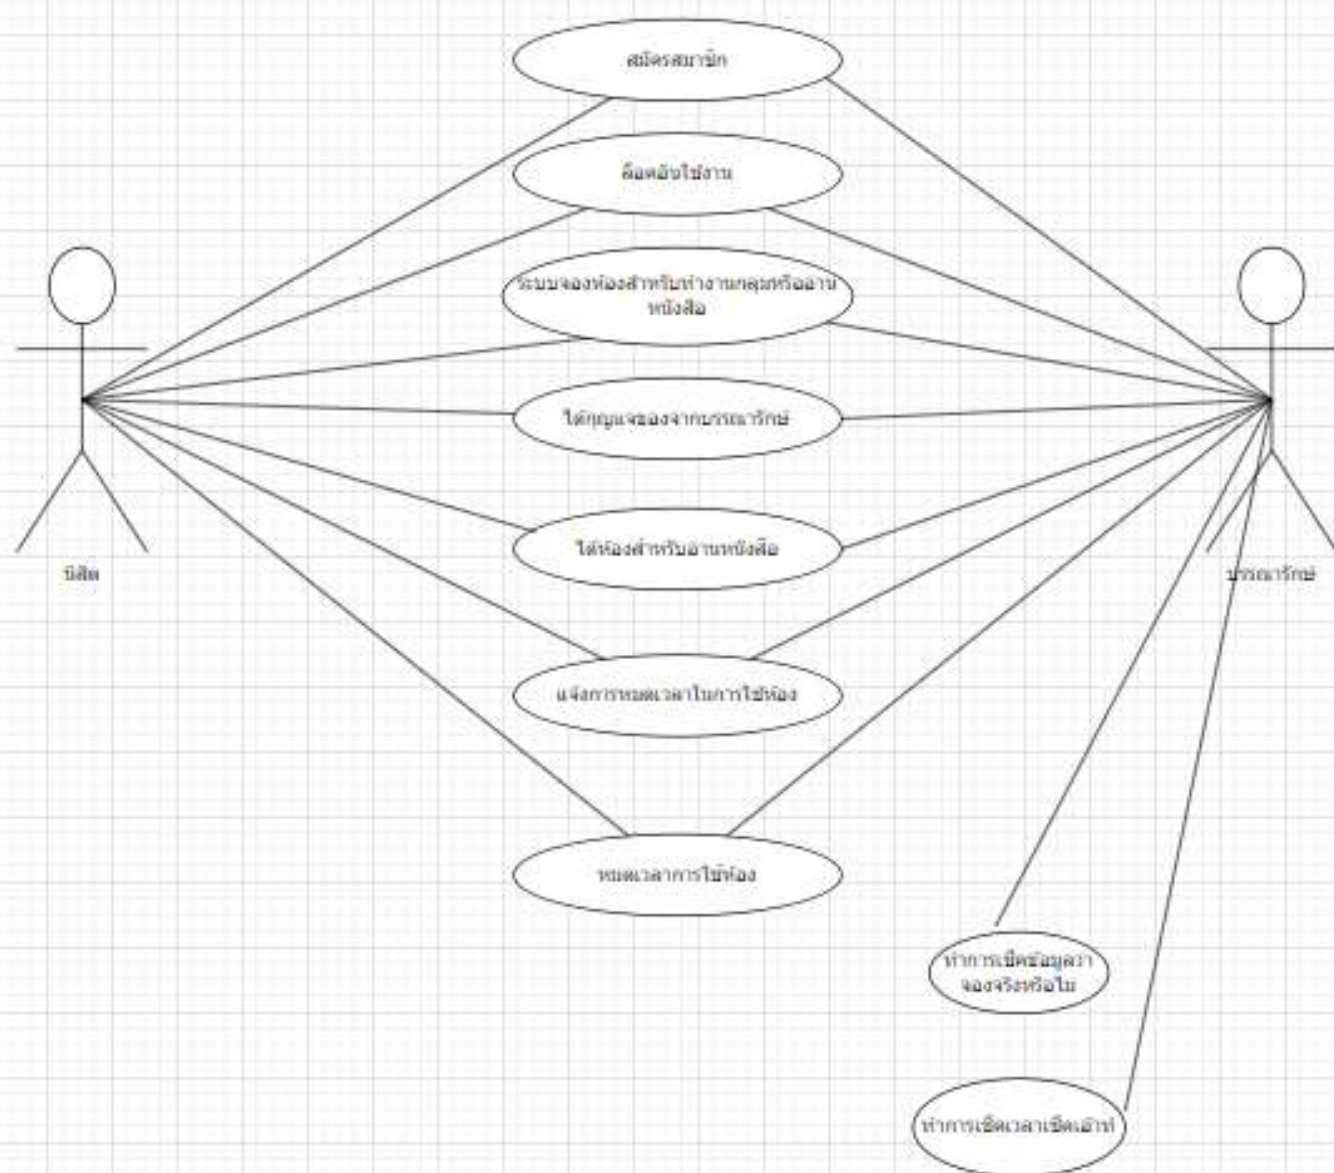 สมัครสมาชิก
ล็อคอินใช้งาน
ระบบจองห้องสำหรับทำงานกลุ่มหรืออ่าน
หนังสือ
ได้กุญแจของจากบรรณารักษ์
ได้ห้องสำหรับอ่านหนังสือ
นิสิต
บรรณารักษ์
แจ้งการหมดเวลาในการใช้ห้อง
หมดเวลาการใช้ห้อง
ทำการเช็คข้อมูลว่า
จองจริงหรือไม่
ทำการเช็คเวลาเช็คเอ้าท์